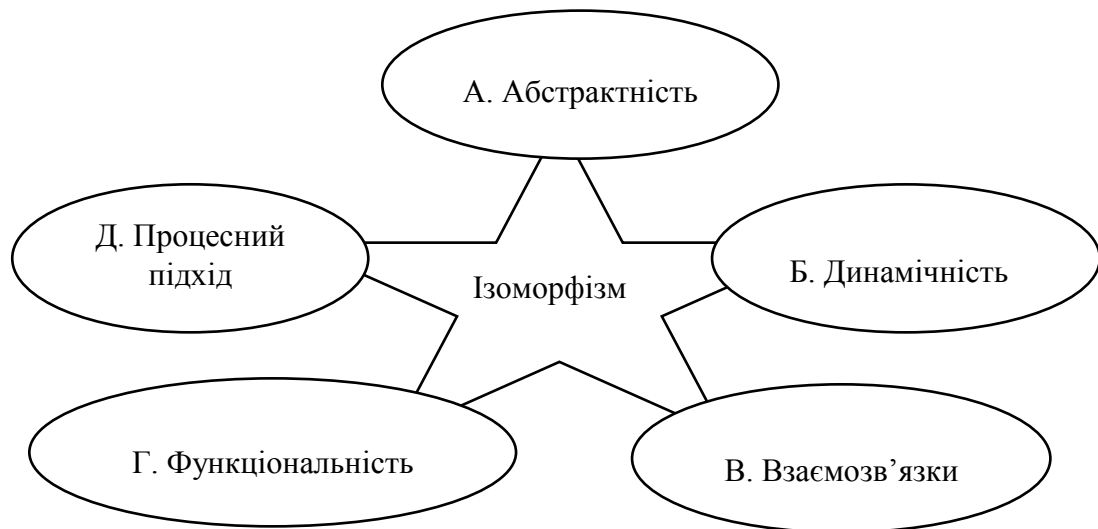 А. Абстрактність
Д. Процесний
підхід
Ізоморфізм
Б. Динамічність
Г. Функціональність
В. Взаємозв’язки